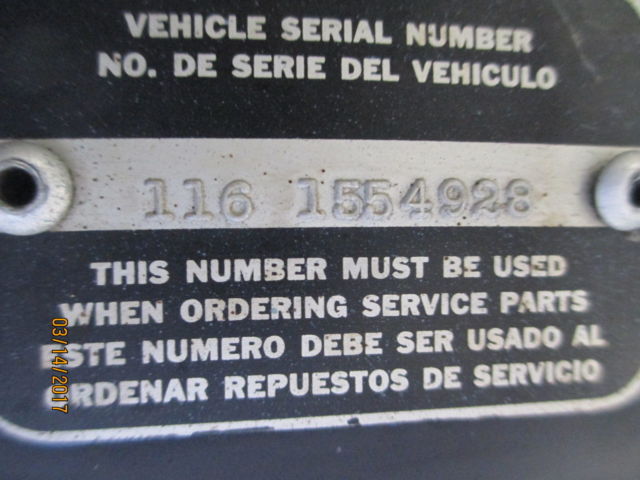 VEHICLE SERIAL NUMBER
NO. DE SERIE DEL VEHICULO
116 1554928
THIS NUMBER MUST BE USED
WHEN ORDERING SERVICE PARTS
ESTE NUMERO DEBE SER USADO AL
ORDENAR REPUESTOS DE SERVICIO
03/14/2017